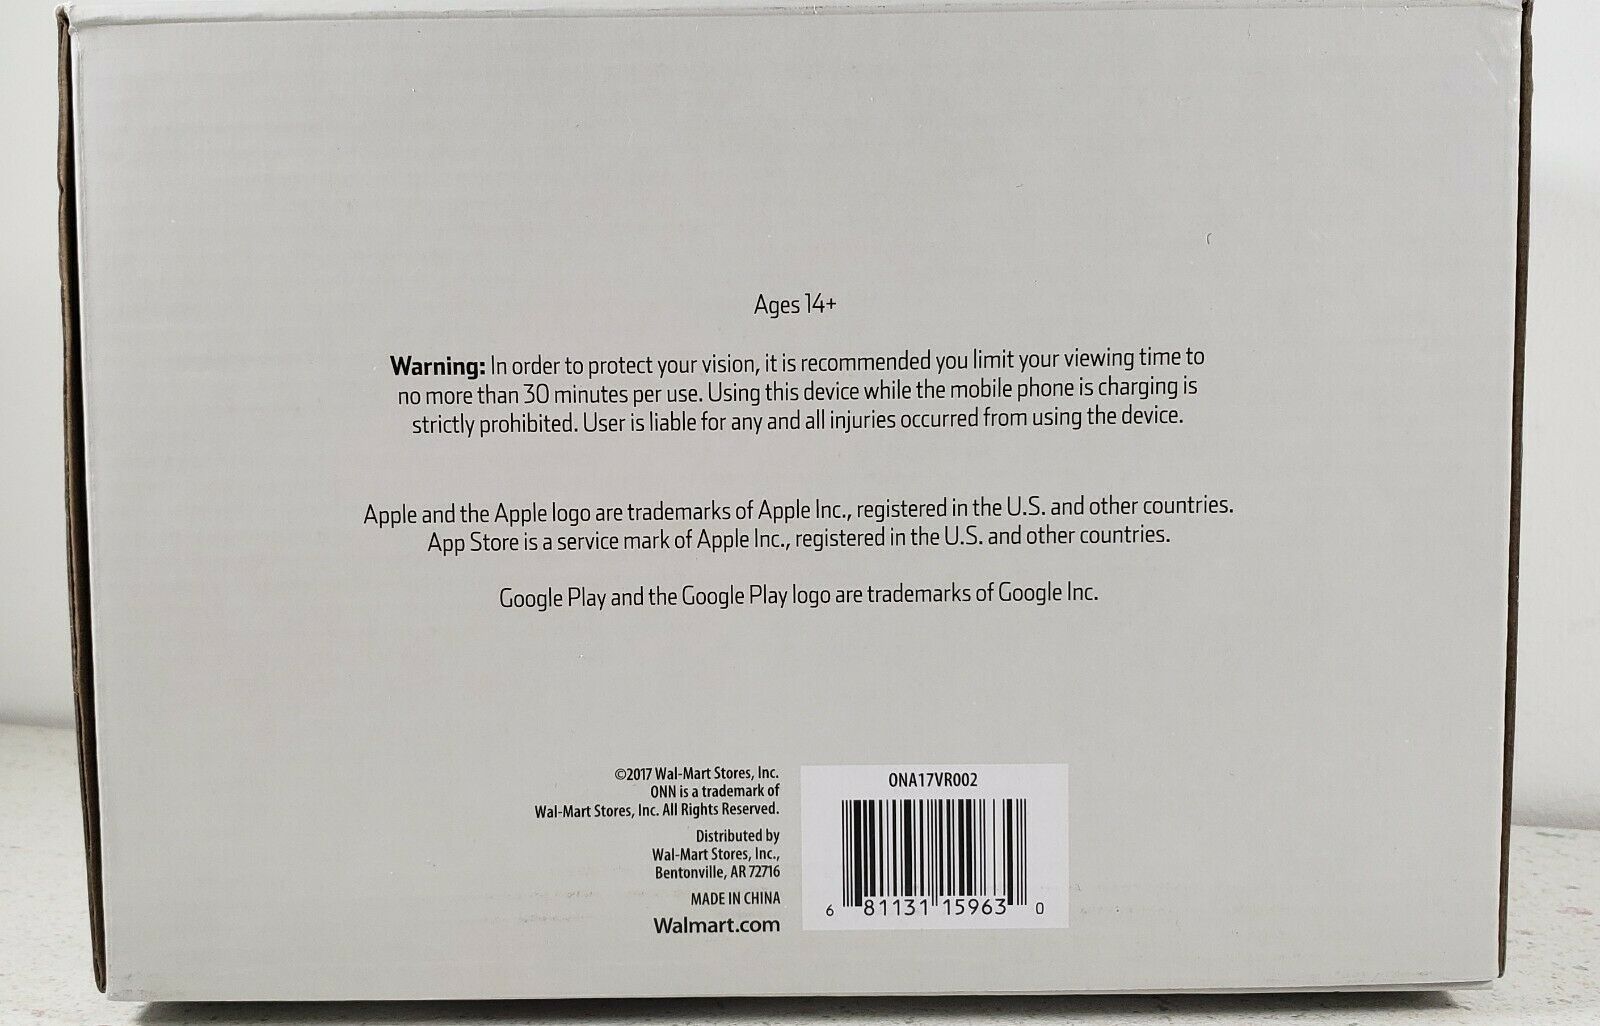 Ages 14+
Warning: In order to protect your vision, it is recommended you limit your viewing time to
no more than 30 minutes per use. Using this device while the mobile phone is charging is
strictly prohibited. User is liable for any and all injuries occurred from using the device.
Apple and the Apple logo are trademarks of Apple Inc., registered in the U.S. and other countries.
App Store is a service mark of Apple Inc., registered in the U.S. and other countries.
Google Play and the Google Play logo are trademarks of Google Inc.
©2017 Wal-Mart Stores, Inc.
ONN is a trademark of
Wal-Mart Stores, Inc. All Rights Reserved.
Distributed by
Wal-Mart Stores, Inc.,
Bentonville, AR 72716
MADE IN CHINA
Walmart.com
ONA17VR002
6 81131 15963 0